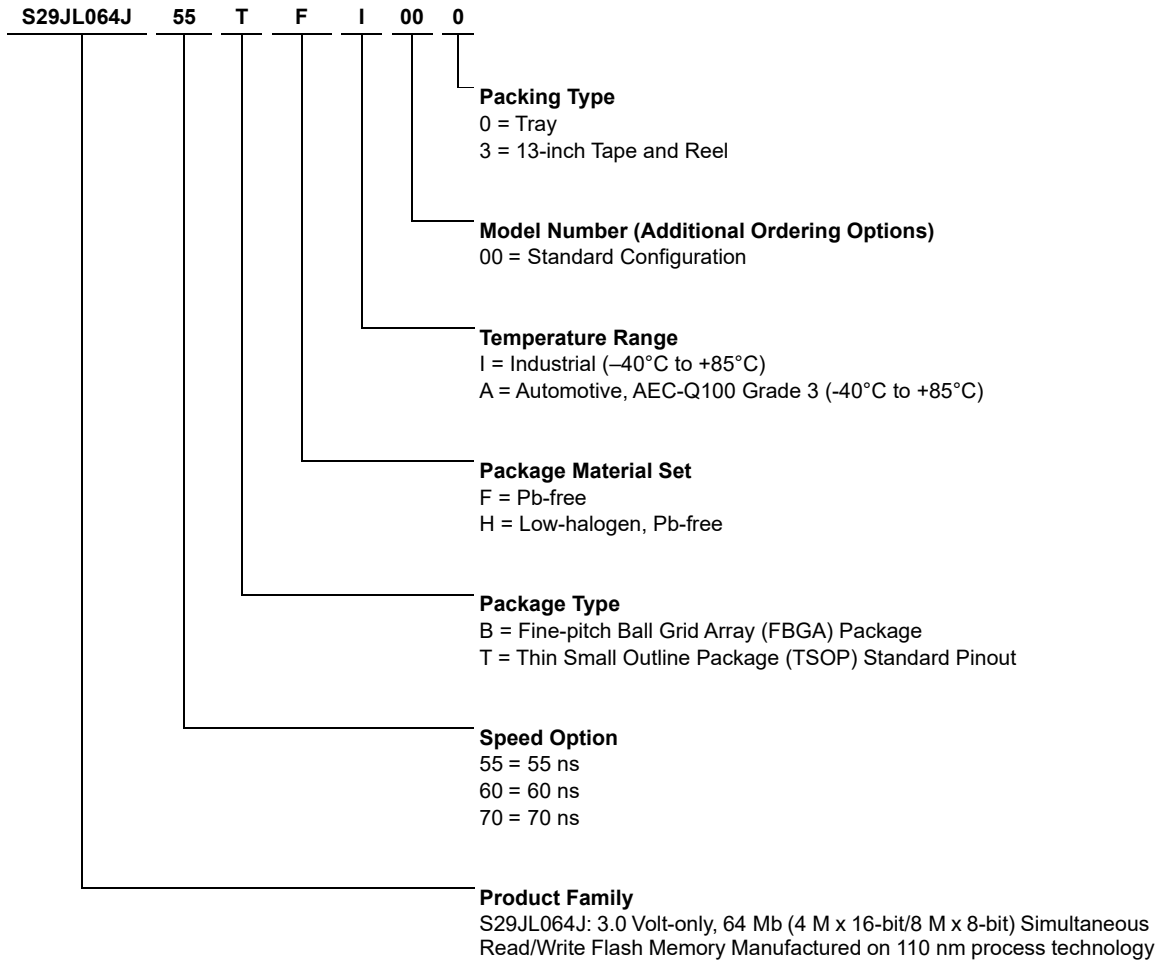 S29JL064J 55 T F I 00 0
Packing Type
0 = Tray
3 = 13-inch Tape and Reel
Model Number (Additional Ordering Options)
00 = Standard Configuration
Temperature Range
I = Industrial (–40°C to +85°C)
A = Automotive, AEC-Q100 Grade 3 (-40°C to +85°C)
Package Material Set
F = Pb-free
H = Low-halogen, Pb-free
Package Type
B = Fine-pitch Ball Grid Array (FBGA) Package
T = Thin Small Outline Package (TSOP) Standard Pinout
Speed Option
55 = 55 ns
60 = 60 ns
70 = 70 ns
Product Family
S29JL064J: 3.0 Volt-only, 64 Mb (4 M x 16-bit/8 M x 8-bit) Simultaneous
Read/Write Flash Memory Manufactured on 110 nm process technology